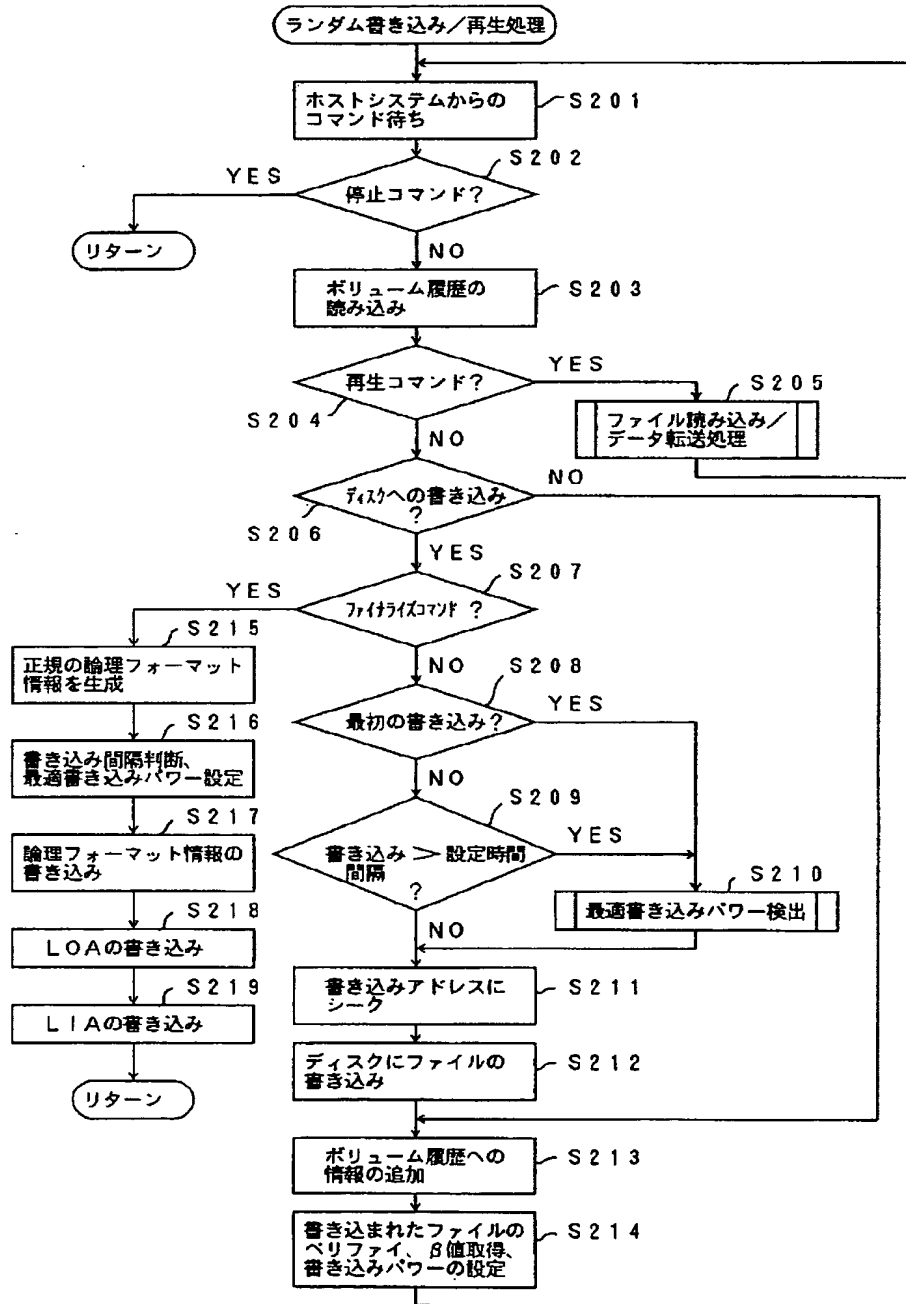 ランダム書き込み/再生処理
ホストシステムからの
コマンド待ち
S201
S202
YES
停止コマンド?
リターン
NO
ボリューム履歴の
読み込み
S203
再生コマンド?
YES
S204
S205
ファイル読み込み/
データ転送処理
NO
ディスクへの書き込み
?
NO
S206
YES
S207
YES
ファイナライズコマンド ?
S215
正規の論理フォーマット
情報を生成
NO
S208
最初の書き込み?
YES
S216
書き込み間隔判断、
最適書き込みパワー設定
NO
S209
S217
論理フォーマット情報の
書き込み
書き込み > 設定時間
間隔
?
YES
S210
最適書き込みパワー検出
NO
S218
LOAの書き込み
S219
LIAの書き込み
リターン
書き込みアドレスに
シーク
S211
ディスクにファイルの
書き込み
S212
ボリューム履歴への
情報の追加
S213
書き込まれたファイルの
ベリファイ、β値取得、
書き込みパワーの設定
S214